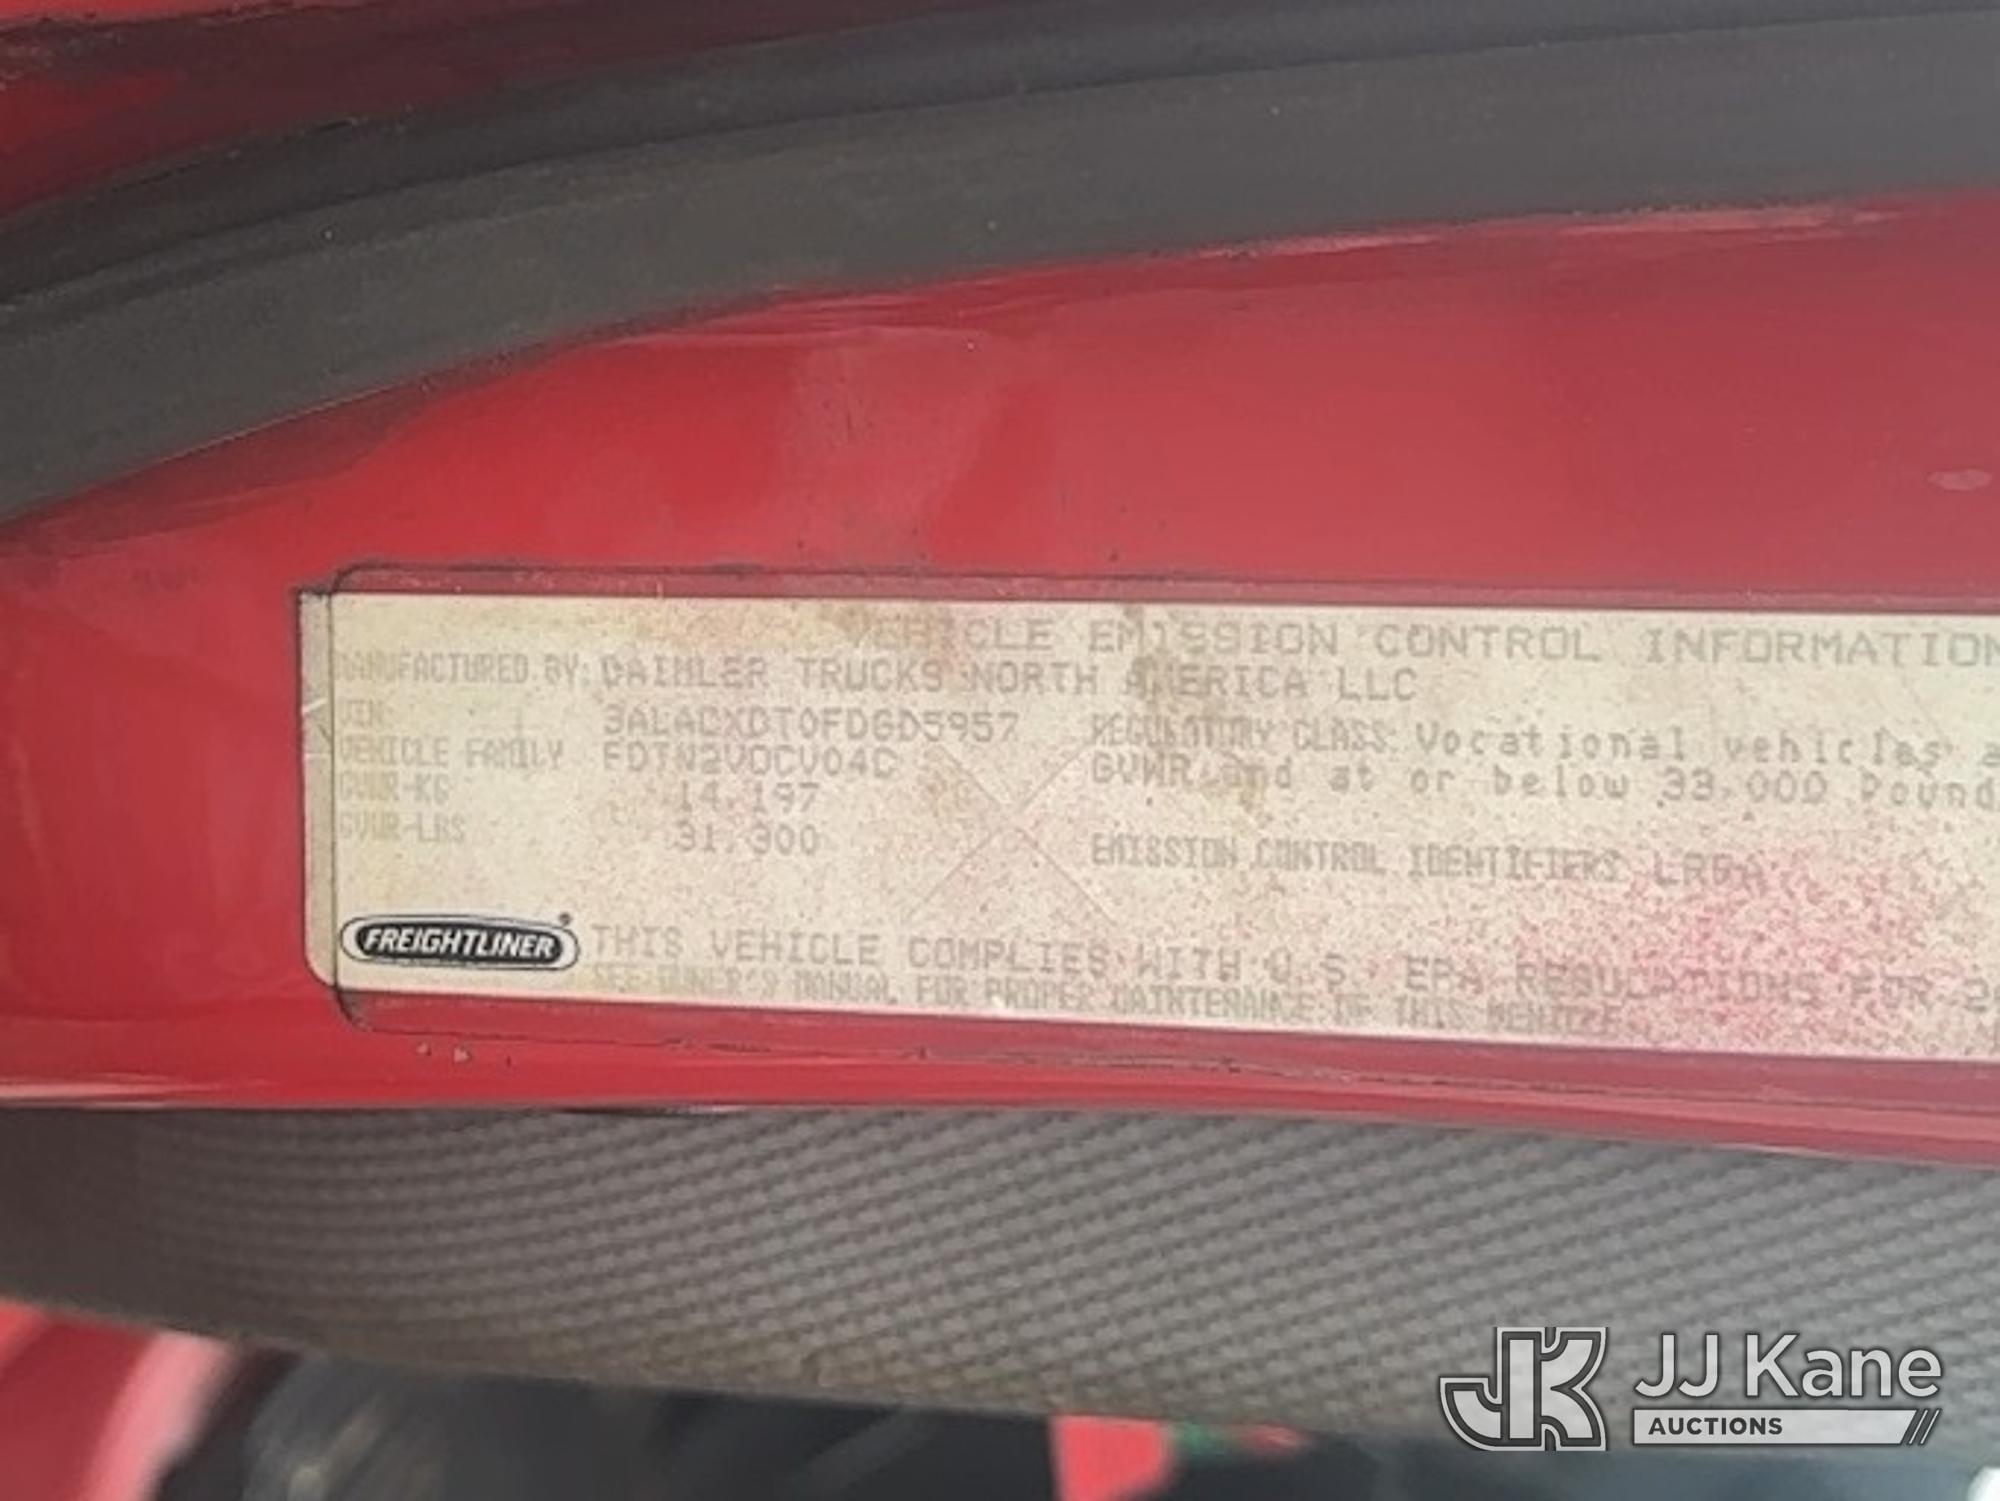 VEHICLE EMISSION CONTROL INFORMATION
MANUFACTURED BY: DAIMLER TRUCKS NORTH AMERICA LLC
VIN 3ALACXDT0FDGD5957
REGULATORY CLASS: Vocational vehicles
VEHICLE FAMILY FDTN2VOCV04C
GVWR and at or below 33,000 Pound
GVWR-KG 14,197
GVWR-LBS 31,300
EMISSION CONTROL IDENTIFIERS
FREIGHTLINER®
THIS VEHICLE COMPLIES WITH U.S. EPA REGULATIONS FOR
SEE OWNER'S MANUAL FOR PROPER MAINTENANCE OF THIS VEHICLE
JK JJ Kane
AUCTIONS